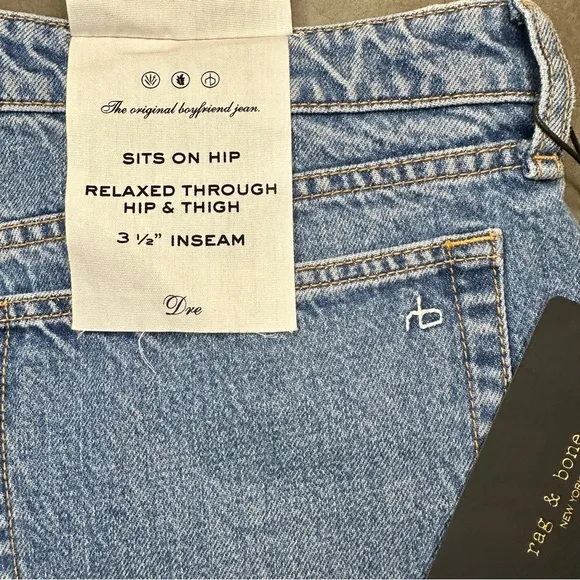 The original boyfriend jean.
SITS ON HIP
RELAXED THROUGH
HIP & THIGH
3 ½" INSEAM
Dre
rb
rag & bone
NEW YORK